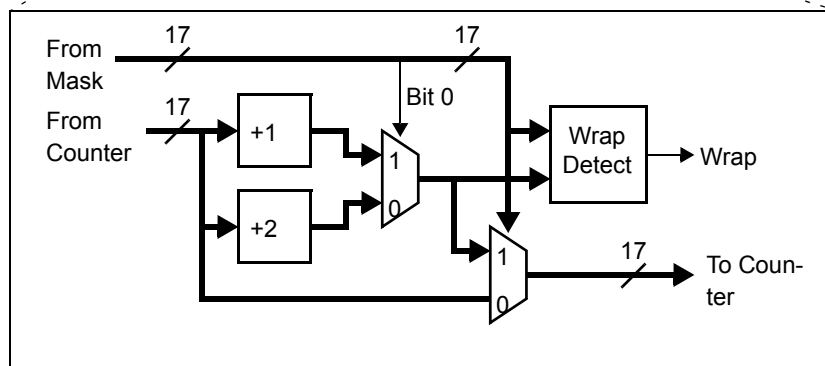 17
17
From
Mask
Bit 0
17
From
Counter
+1
1
Wrap
Detect
Wrap
0
+2
1
17
To Coun-
ter
0